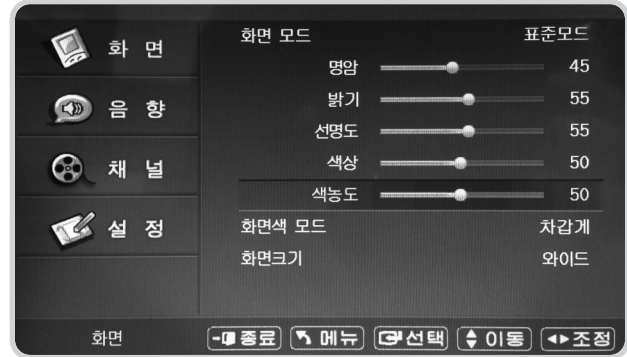 화면
음향
채널
설정
화면 모드 표준모드
명암 45
밝기 55
선명도 55
색상 50
색농도 50
화면색 모드 차갑게
화면크기 와이드
화면 종료 메뉴 선택 이동 조정